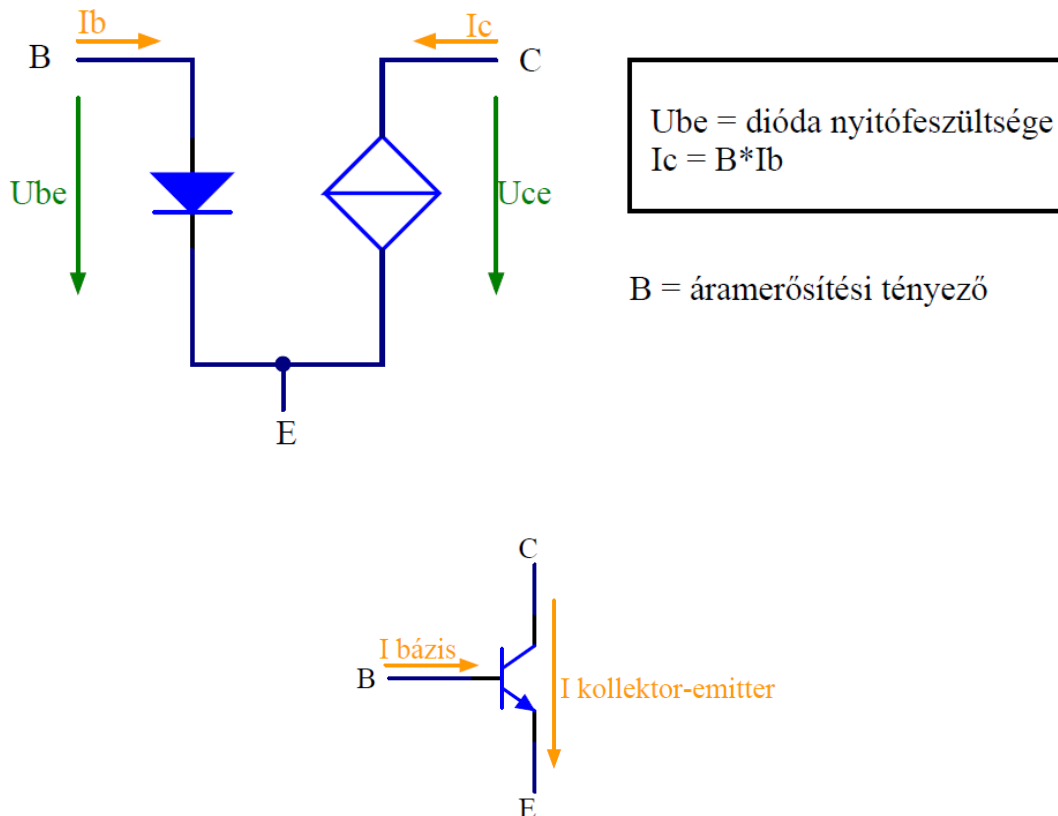 Ib
Ic
B
C
Ube = dióda nyitófeszültsége
Ic = B*Ib
Ube
Uce
B = áramerősítési tényező
E
C
I bázis
B
I kollektor-emitter
E